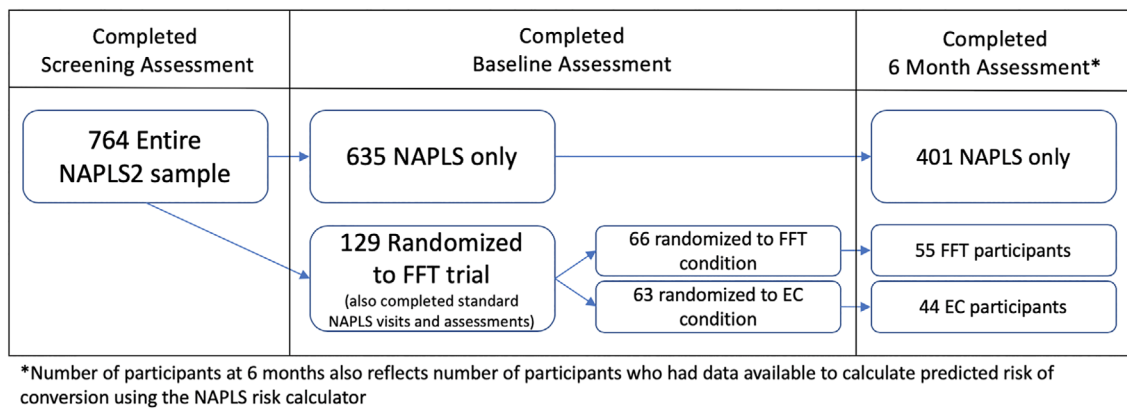 Completed
Screening Assessment
Completed
Baseline Assessment
Completed
6 Month Assessment*
764 Entire
NAPLS2 sample
635 NAPLS only
401 NAPLS only
129 Randomized
to FFT trial
(also completed standard
NAPLS visits and assessments)
66 randomized to FFT
condition
55 FFT participants
63 randomized to EC
condition
44 EC participants
*Number of participants at 6 months also reflects number of participants who had data available to calculate predicted risk of
conversion using the NAPLS risk calculator